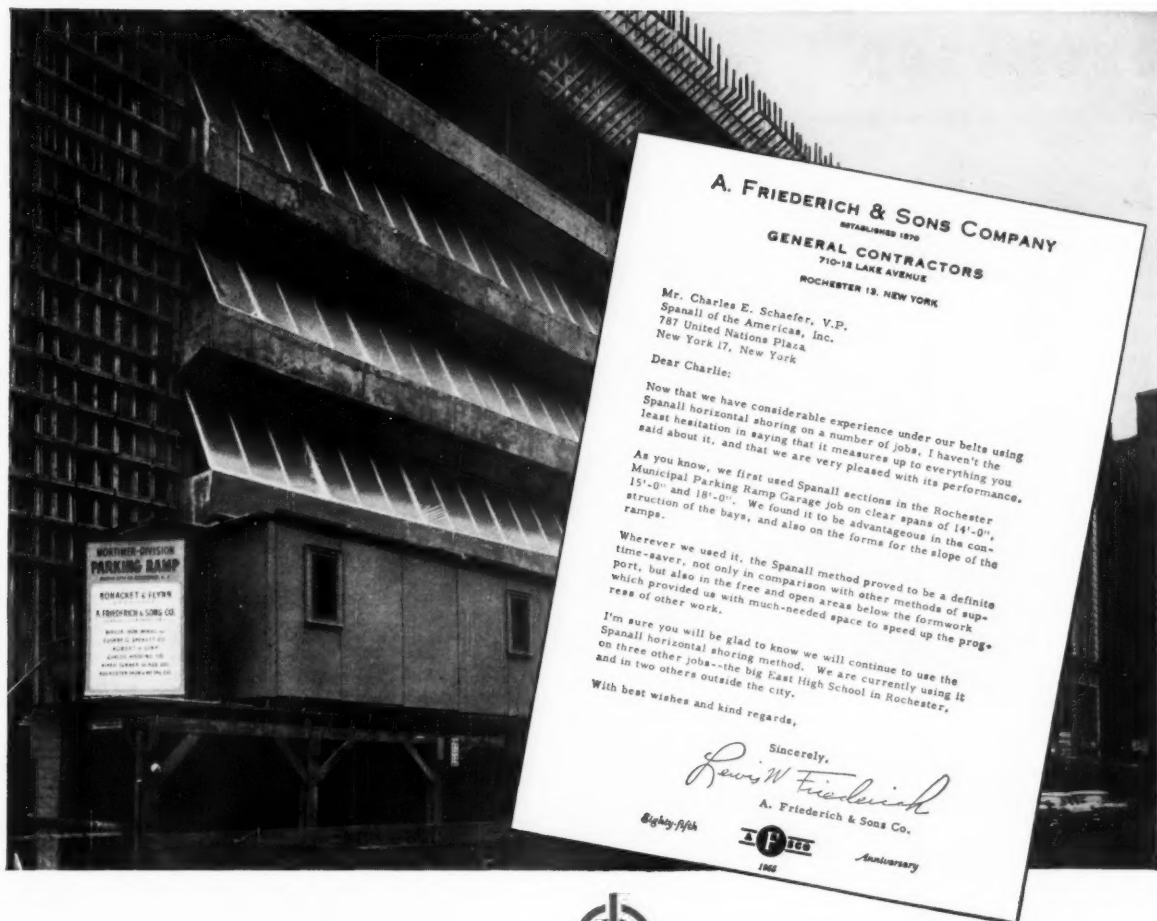 MORTIMER-DIVISION
PARKING RAMP
BONACKET & FLYNN
A. FRIEDERICH & SONS CO.
A. FRIEDERICH & SONS COMPANY
ESTABLISHED 1870
GENERAL CONTRACTORS
710-12 LAKE AVENUE
ROCHESTER 13, NEW YORK
Mr. Charles E. Schaefer, V.P.
Spanall of the Americas, Inc.
787 United Nations Plaza
New York 17, New York
Dear Charlie:
Now that we have considerable experience under our belts using
Spanall horizontal shoring on a number of jobs, I haven't the
least hesitation in saying that it measures up to everything you
said about it, and that we are very pleased with its performance.
As you know, we first used Spanall sections in the Rochester
Municipal Parking Ramp Garage job on clear spans of 14'-0",
15'-0" and 18'-0". We found it to be advantageous in the con-
struction of the bays, and also on the forms for the slope of the
ramps.
Wherever we used it, the Spanall method proved to be a definite
time-saver, not only in comparison with other methods of sup-
port, but also in the free and open areas below the formwork
which provided us with much-needed space to speed up the prog-
ress of other work.
I'm sure you will be glad to know we will continue to use the
Spanall horizontal shoring method. We are currently using it
on three other jobs--the big East High School in Rochester,
and in two others outside the city.
With best wishes and kind regards,
Sincerely,
Lewis W Friederich
A. Friederich & Sons Co.
Eighty-fifth
A F SCO
Anniversary
1955